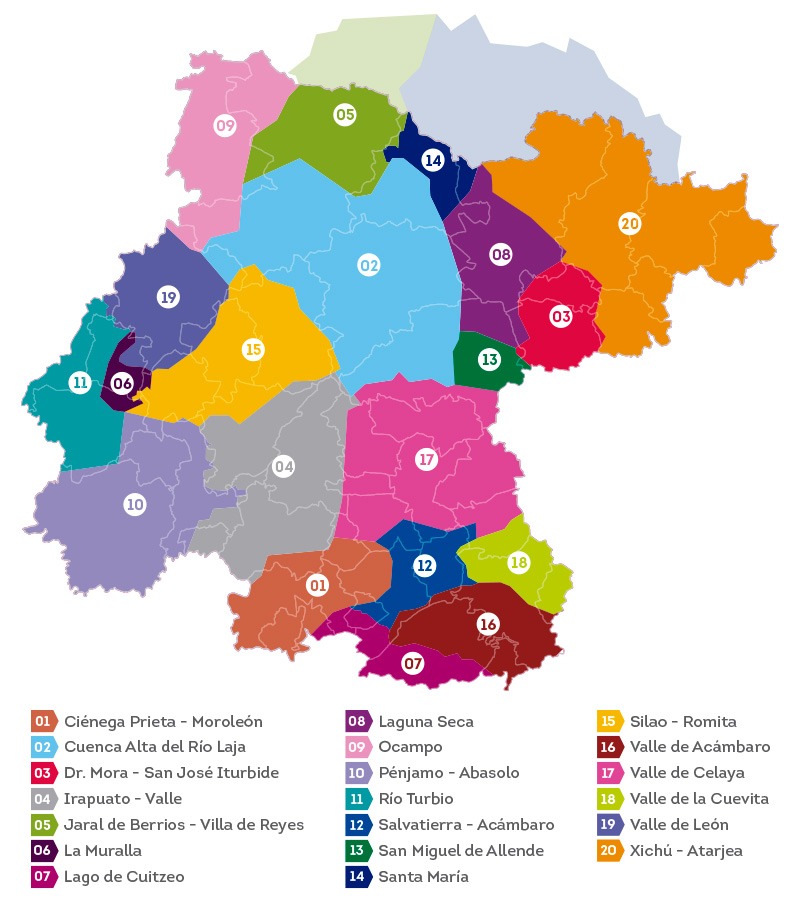 05
09
14
20
08
02
19
03
15
13
11
06
17
04
10
18
12
01
16
07
01 Ciénega Prieta - Moroleón
02 Cuenca Alta del Río Laja
03 Dr. Mora - San José Iturbide
04 Irapuato - Valle
05 Jaral de Berrios - Villa de Reyes
06 La Muralla
07 Lago de Cuitzeo
08 Laguna Seca
09 Ocampo
10 Pénjamo - Abasolo
11 Río Turbio
12 Salvatierra - Acámbaro
13 San Miguel de Allende
14 Santa María
15 Silao - Romita
16 Valle de Acámbaro
17 Valle de Celaya
18 Valle de la Cuevita
19 Valle de León
20 Xichú - Atarjea